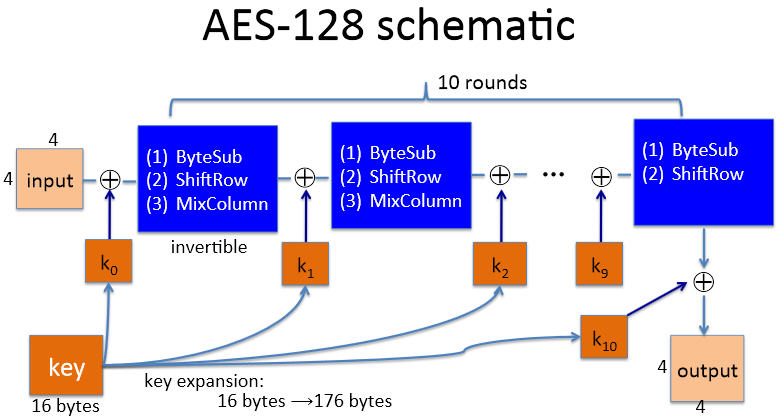 AES-128 schematic
10 rounds
4
4
input
⊕
(1) ByteSub
(2) ShiftRow
(3) MixColumn
invertible
⊕
(1) ByteSub
(2) ShiftRow
(3) MixColumn
⊕
...
⊕
(1) ByteSub
(2) ShiftRow
k0
k1
k2
k9
⊕
k10
key
16 bytes
key expansion:
16 bytes ⟶176 bytes
4
output
4